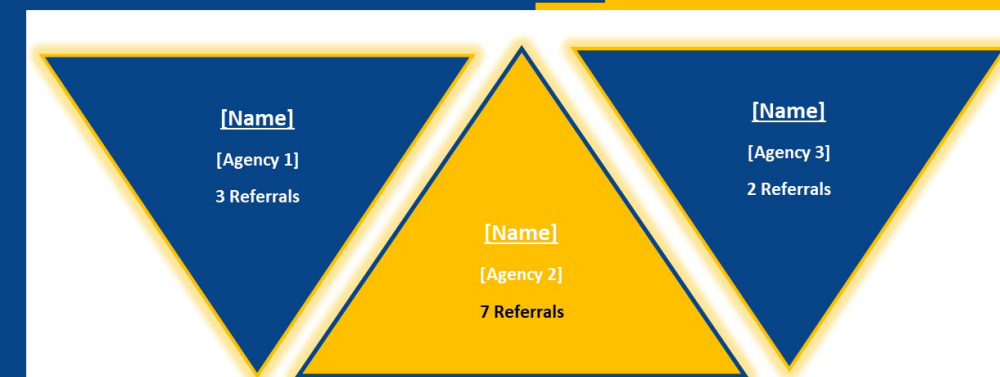 [Name]
[Agency 1]
3 Referrals
[Name]
[Agency 2]
7 Referrals
[Name]
[Agency 3]
2 Referrals